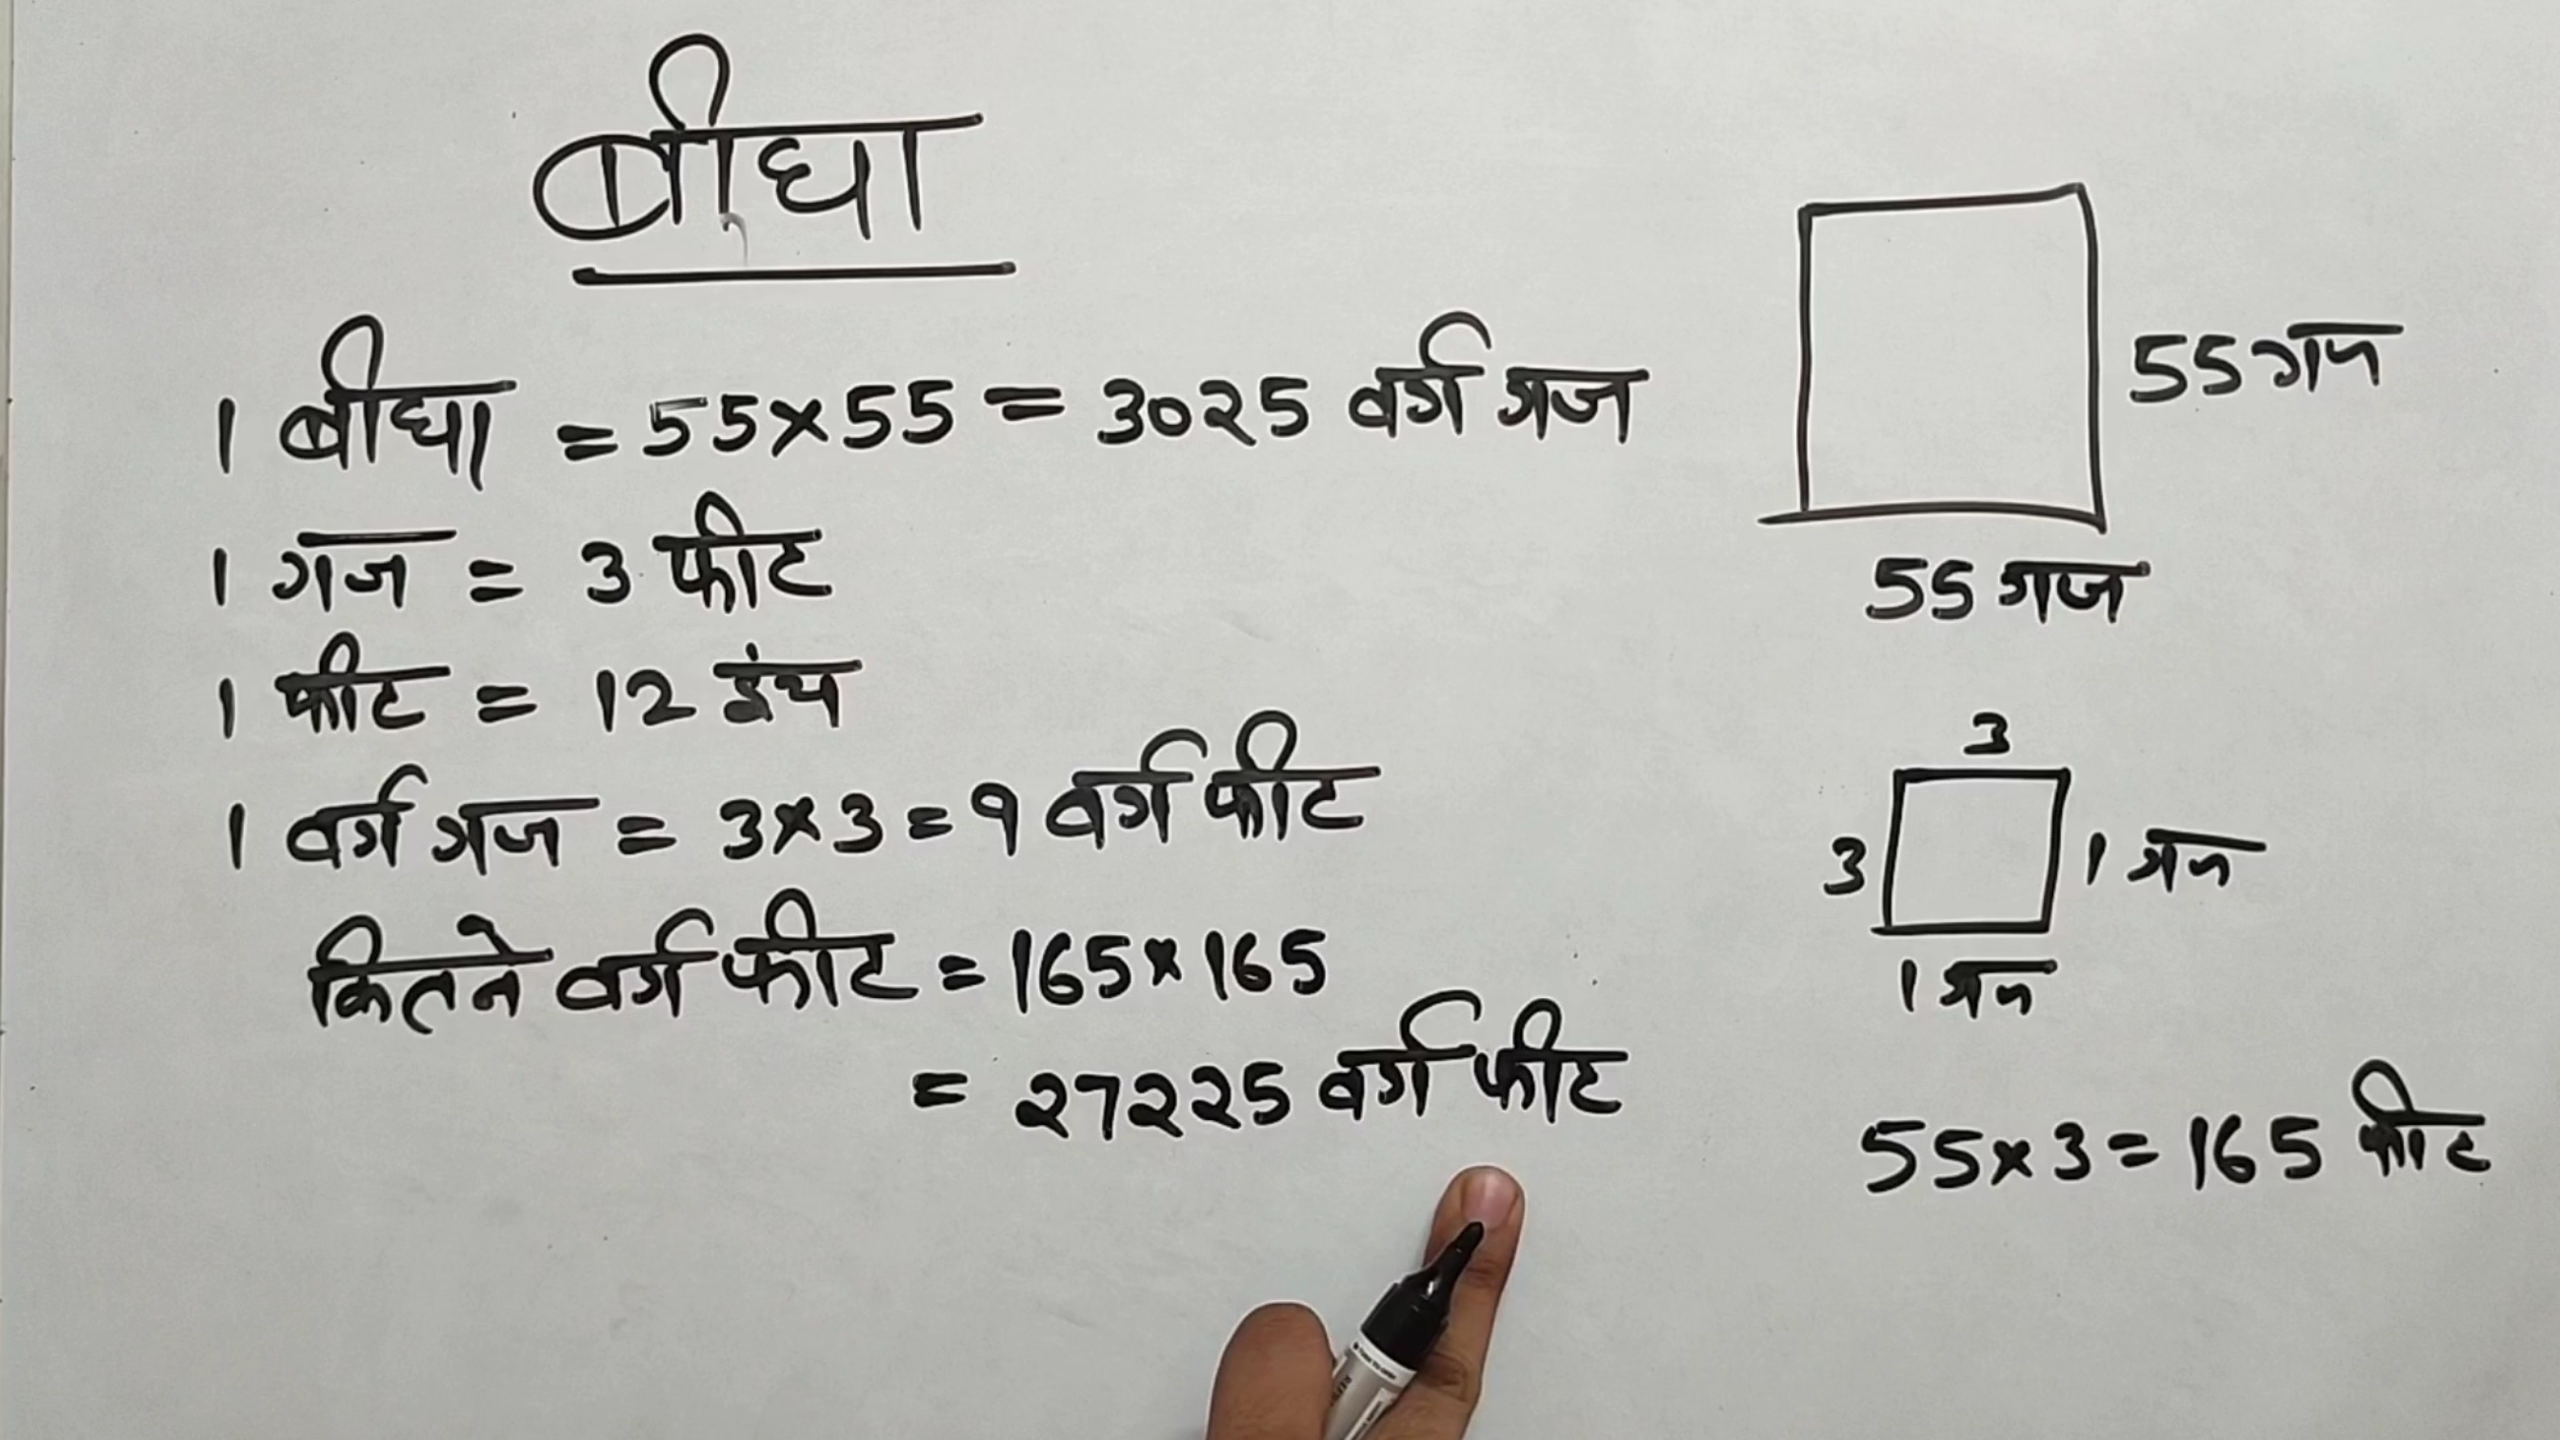 बीघा
1 बीघा = 55×55 = 3025 वर्ग गज
1 गज = 3 फीट
1 फीट = 12 इंच
1 वर्ग गज = 3×3 = 9 वर्ग फीट
कितने वर्ग फीट = 165×165
= 27225 वर्ग फीट
55 गज
55 गज
3
3
1 गज
1 गज
55×3 = 165 फीट